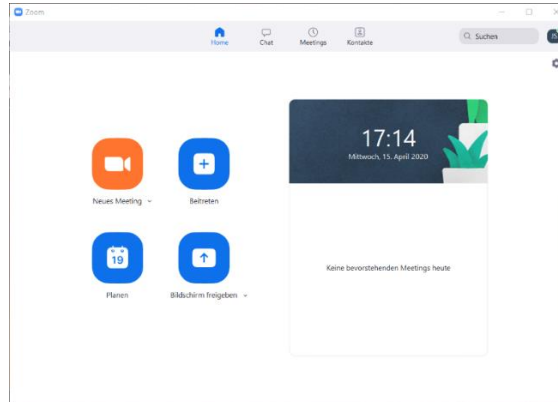 Zoom
Home
Chat
Meetings
Kontakte
Suchen
17:14
Mittwoch, 15. April 2020
Neues Meeting
Beitreten
19
Planen
Bildschirm freigeben
Keine bevorstehenden Meetings heute